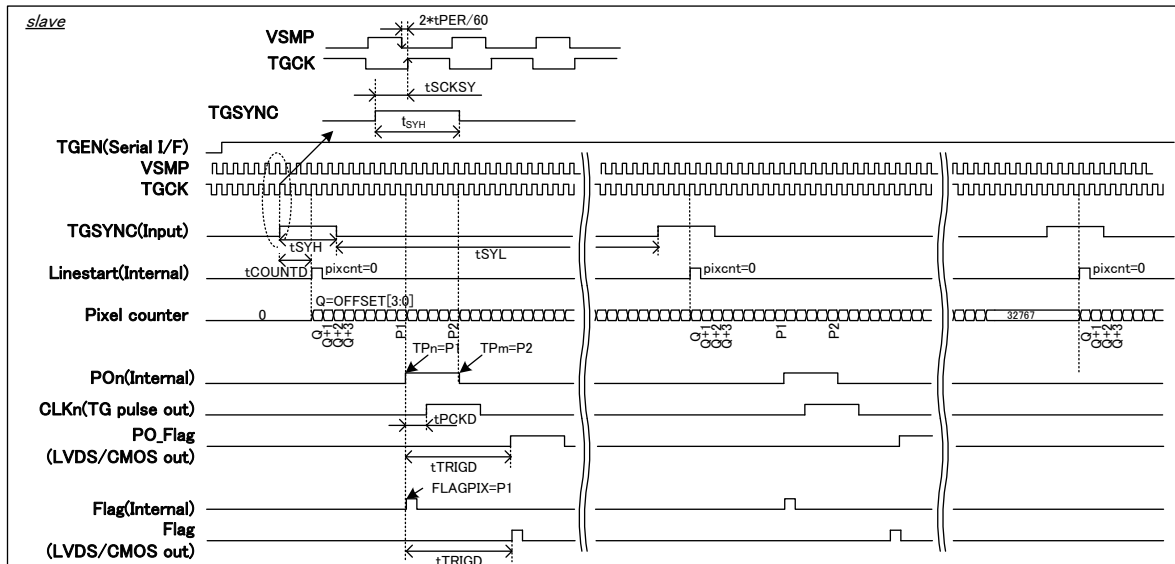 slave
2*tPER/60
VSMP
TGCK
tSCKSY
TGSYNC
tSYH
TGEN(Serial I/F)
VSMP
TGCK
TGSYNC(Input)
tSYH
tSYL
tCOUNTD
Linestart(Internal)
pixcnt=0
pixcnt=0
pixcnt=0
Q=OFFSET[3:0]
Pixel counter
0
32767
Q
Q+1
Q+2
Q+3
P1
P2
Q
Q+1
Q+2
Q+3
P1
P2
Q
Q+1
Q+2
Q+3
TPn=P1
TPm=P2
POn(Internal)
CLKn(TG pulse out)
tPCKD
PO_Flag
(LVDS/CMOS out)
tTRIGD
FLAGPIX=P1
Flag(Internal)
Flag
(LVDS/CMOS out)
tTRIGD